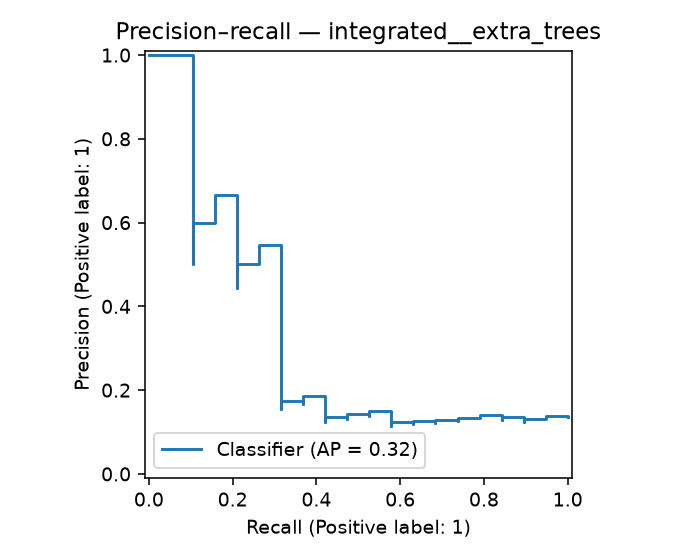 Precision–recall — integrated__extra_trees
Precision (Positive label: 1)
1.0
0.8
0.6
0.4
0.2
0.0
Classifier (AP = 0.32)
0.0 0.2 0.4 0.6 0.8 1.0
Recall (Positive label: 1)